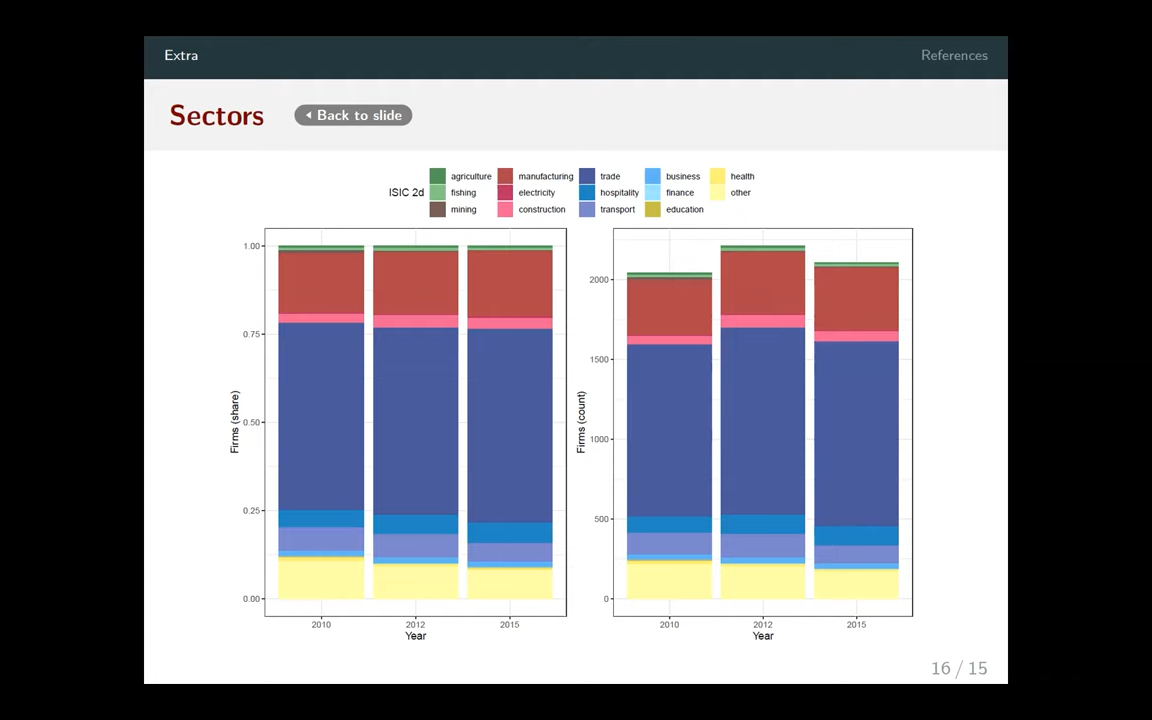 Extra References
Sectors Back to slide
agriculture manufacturing trade business health
ISIC 2d fishing electricity hospitality finance other
mining construction transport education
Firms (share)
1.00
0.75
0.50
0.25
0.00
2010 2012 2015
Year
Firms (count)
2000
1500
1000
500
0
2010 2012 2015
Year
16 / 15